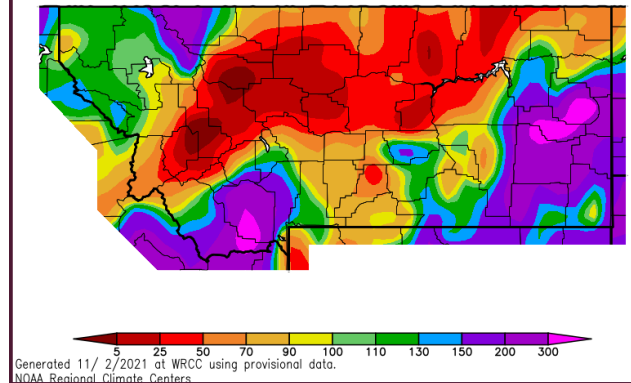 5 25 50 70 90 100 110 130 150 200 300
Generated 11/ 2/2021 at WRCC using provisional data.
NOAA Regional Climate Centers